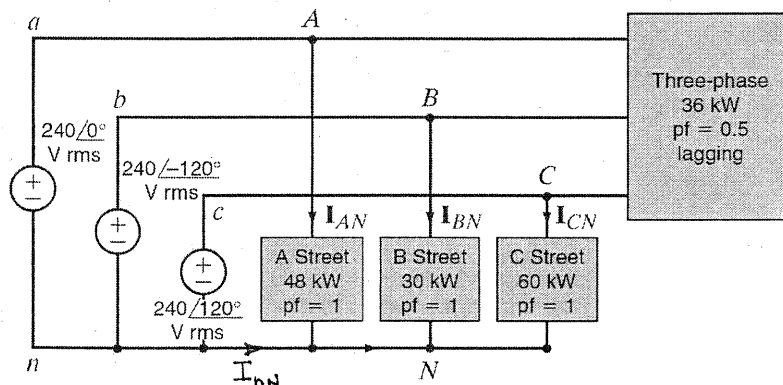 a
A
b
B
c
C
240/0°
V rms
240/−120°
V rms
240/120°
V rms
+
−
+
−
+
−
Three-phase
36 kW
pf = 0.5
lagging
I_AN
I_BN
I_CN
A Street
48 kW
pf = 1
B Street
30 kW
pf = 1
C Street
60 kW
pf = 1
n
I_nN
N